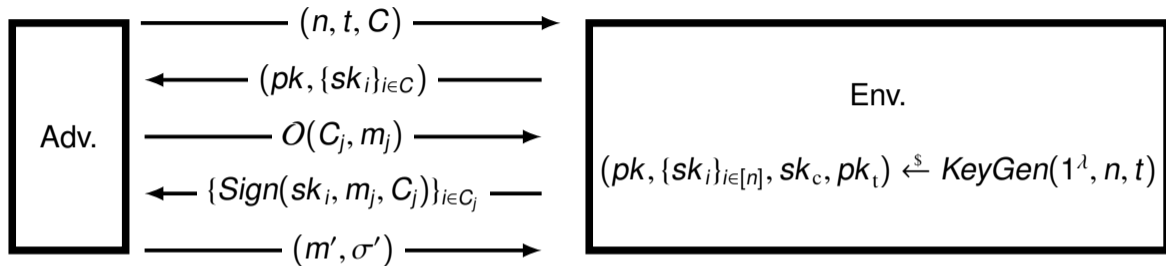 (n, t, C)
(pk, {sk_i}_{i∈C})
Env.
Adv.
𝒪(C_j, m_j)
(pk, {sk_i}_{i∈[n]}, sk_c, pk_t) ←$ KeyGen(1^λ, n, t)
{Sign(sk_i, m_j, C_j)}_{i∈C_j}
(m′, σ′)